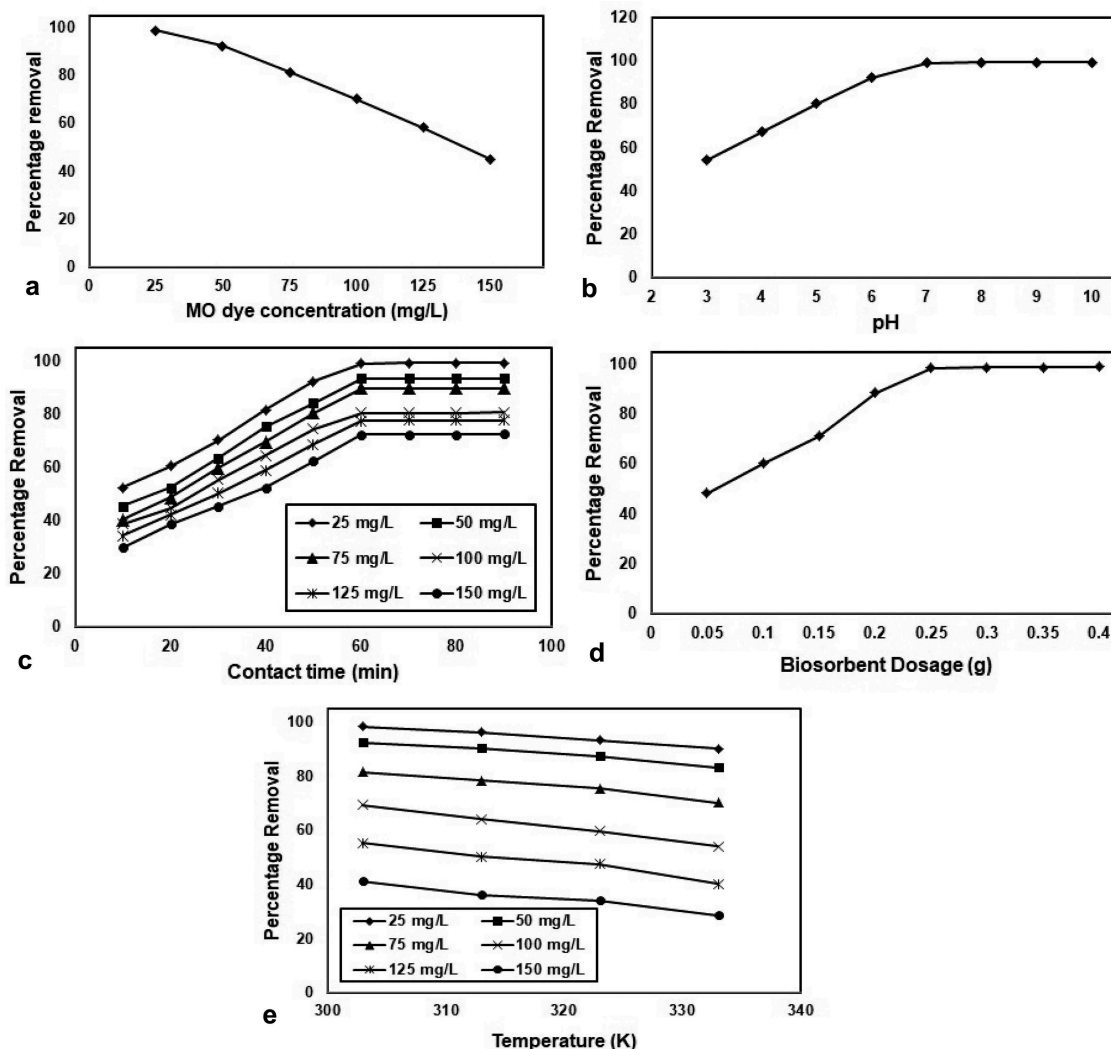 Percentage removal
100
80
60
40
20
0
25 50 75 100 125 150
MO dye concentration (mg/L)
a
Percentage Removal
120
100
80
60
40
20
0
2 3 4 5 6 7 8 9 10
pH
b
Percentage Removal
100
80
60
40
20
0
25 mg/L 50 mg/L
75 mg/L 100 mg/L
125 mg/L 150 mg/L
0 20 40 60 80 100
Contact time (min)
c
Percentage Removal
100
80
60
40
20
0
0 0.05 0.1 0.15 0.2 0.25 0.3 0.35 0.4
Biosorbent Dosage (g)
d
Percentage Removal
100
80
60
40
20
0
25 mg/L 50 mg/L
75 mg/L 100 mg/L
125 mg/L 150 mg/L
300 310 320 330 340
Temperature (K)
e